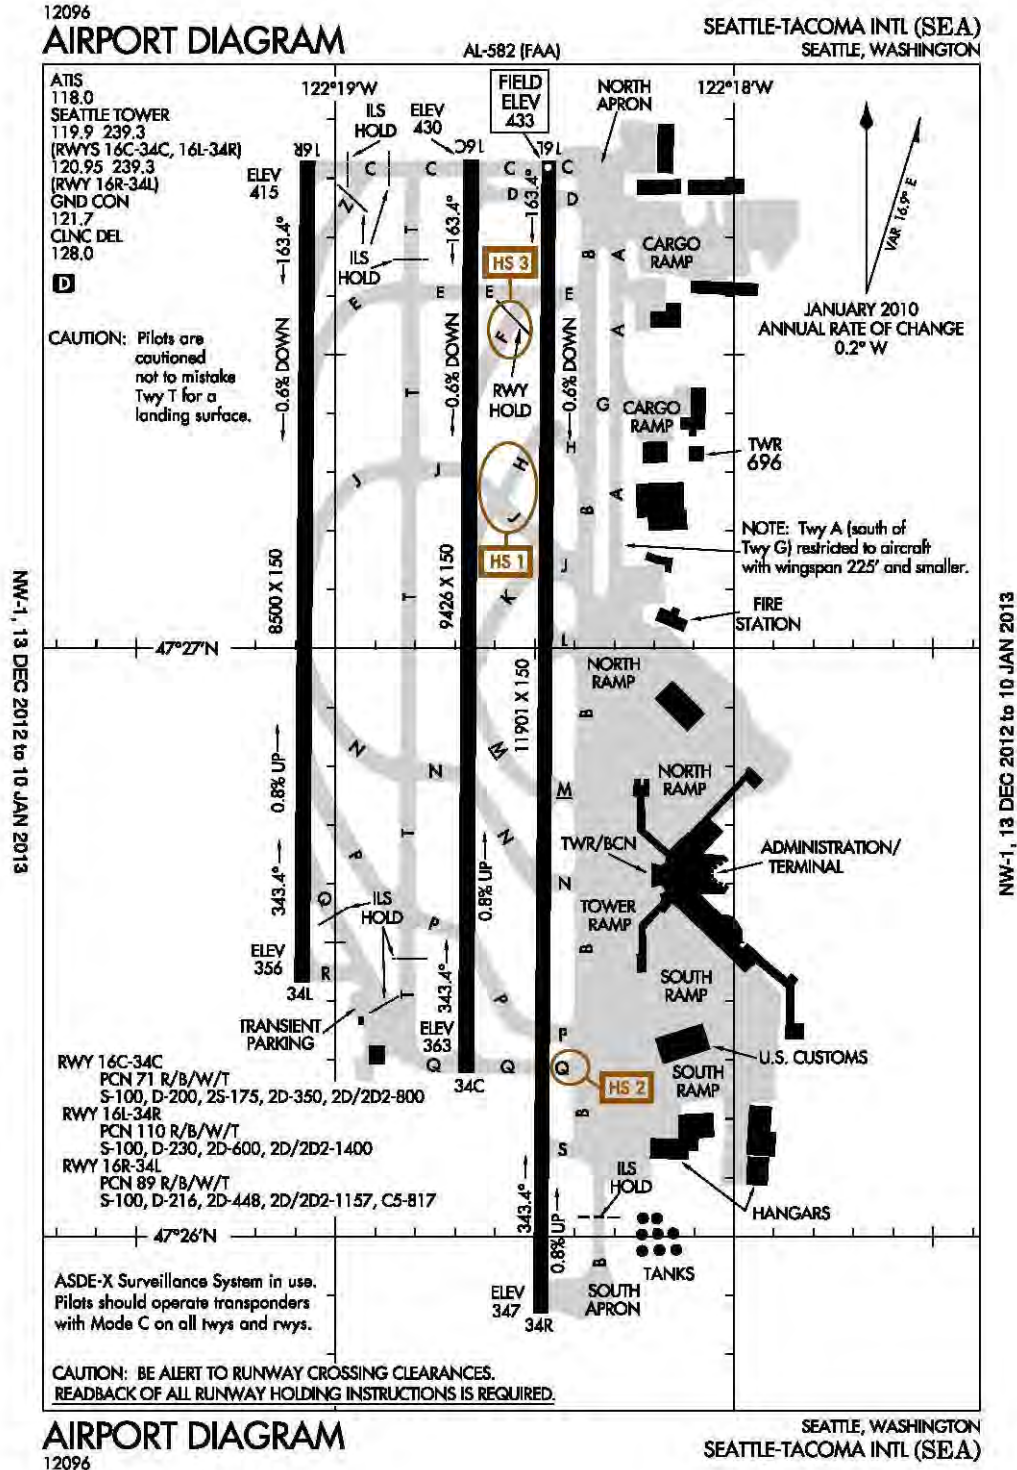 12096
AIRPORT DIAGRAM
AL-582 (FAA)
SEATTLE-TACOMA INTL (SEA)
SEATTLE, WASHINGTON
ATIS
118.0
SEATTLE TOWER
119.9 239.3
(RWYS 16C-34C, 16L-34R)
120.95 239.3
(RWY 16R-34L)
GND CON
121.7
CLNC DEL
128.0
D
CAUTION: Pilots are
cautioned
not to mistake
Twy T for a
landing surface.
122°19'W
122°18'W
ILS
HOLD
ELEV
430
FIELD
ELEV
433
NORTH
APRON
16R
16C
16L
ELEV
415
C
C
C
C
D
D
Z
T
163.4°
163.4°
163.4°
ILS
HOLD
HS 3
B
A
CARGO
RAMP
VAR 16.9° E
JANUARY 2010
ANNUAL RATE OF CHANGE
0.2° W
E
E
E
E
F
A
0.6% DOWN
0.6% DOWN
0.6% DOWN
RWY
HOLD
T
G
CARGO
RAMP
TWR
696
H
H
J
J
J
J
B
A
HS 1
NOTE: Twy A (south of
Twy G) restricted to aircraft
with wingspan 225' and smaller.
8500 X 150
9426 X 150
11901 X 150
T
K
FIRE
STATION
L
47°27'N
NORTH
RAMP
B
N
N
M
M
NORTH
RAMP
0.8% UP
T
N
N
P
TWR/BCN
ADMINISTRATION/
TERMINAL
343.4°
0.8% UP
Q
ILS
HOLD
P
TOWER
RAMP
B
ELEV
356
R
34L
343.4°
T
P
SOUTH
RAMP
TRANSIENT
PARKING
ELEV
363
P
U.S. CUSTOMS
Q
Q
Q
34C
HS 2
SOUTH
RAMP
B
RWY 16C-34C
PCN 71 R/B/W/T
S-100, D-200, 2S-175, 2D-350, 2D/2D2-800
RWY 16L-34R
PCN 110 R/B/W/T
S-100, D-230, 2D-600, 2D/2D2-1400
RWY 16R-34L
PCN 89 R/B/W/T
S-100, D-216, 2D-448, 2D/2D2-1157, C5-817
S
ILS
HOLD
343.4°
0.8% UP
HANGARS
47°26'N
B
TANKS
ASDE-X Surveillance System in use.
Pilots should operate transponders
with Mode C on all twys and rwys.
ELEV
347
34R
SOUTH
APRON
CAUTION: BE ALERT TO RUNWAY CROSSING CLEARANCES.
READBACK OF ALL RUNWAY HOLDING INSTRUCTIONS IS REQUIRED.
NW-1, 13 DEC 2012 to 10 JAN 2013
NW-1, 13 DEC 2012 to 10 JAN 2013
AIRPORT DIAGRAM
12096
SEATTLE, WASHINGTON
SEATTLE-TACOMA INTL (SEA)